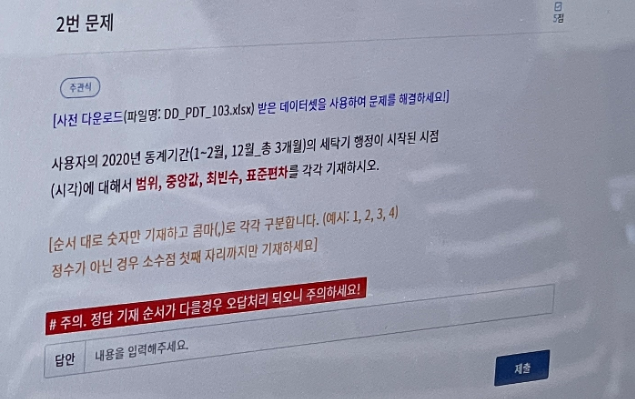 2번 문제
5점
주관식
[사전 다운로드(파일명: DD_PDT_103.xlsx) 받은 데이터셋을 사용하여 문제를 해결하세요!]
사용자의 2020년 동계기간(1~2월, 12월_총 3개월)의 세탁기 행정이 시작된 시점
(시각)에 대해서 범위, 중앙값, 최빈수, 표준편차를 각각 기재하시오.
[순서 대로 숫자만 기재하고 콤마(,)로 각각 구분합니다. (예시: 1, 2, 3, 4)
정수가 아닌 경우 소수점 첫째 자리까지만 기재하세요]
# 주의. 정답 기재 순서가 다를경우 오답처리 되오니 주의하세요!
답안 내용을 입력해주세요.
제출